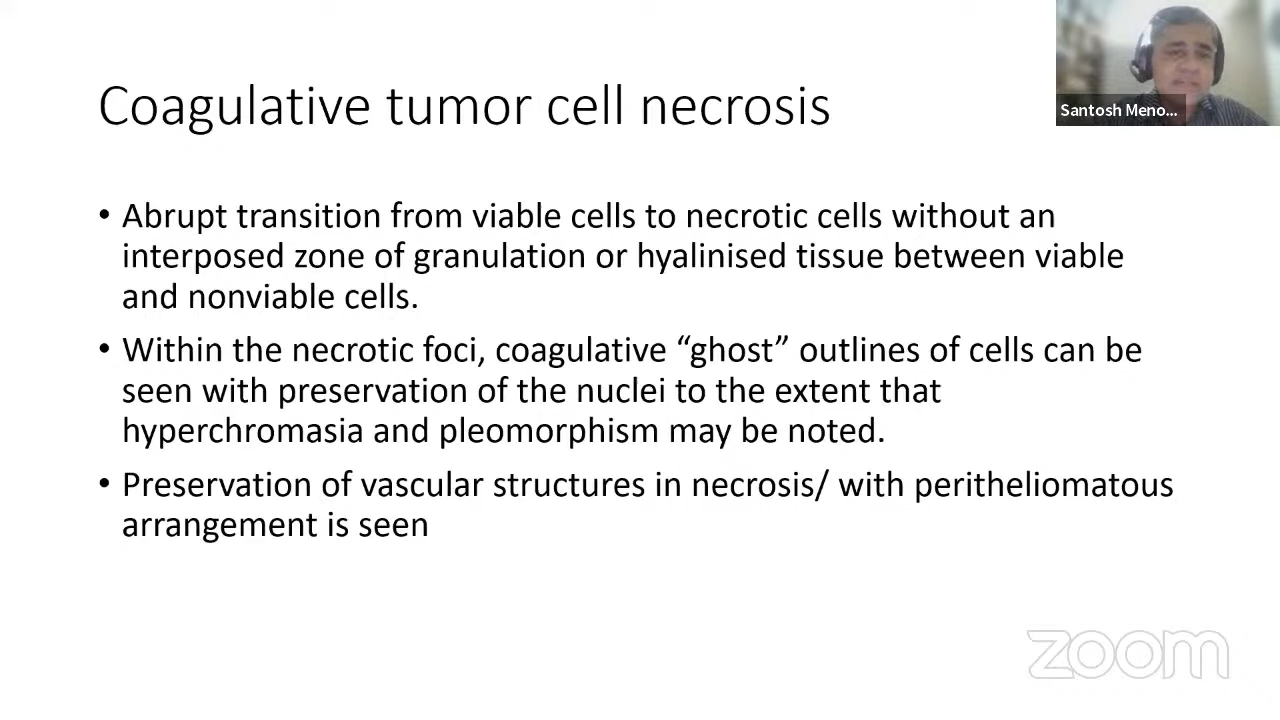 Coagulative tumor cell necrosis
Santosh Meno...
• Abrupt transition from viable cells to necrotic cells without an
interposed zone of granulation or hyalinised tissue between viable
and nonviable cells.
• Within the necrotic foci, coagulative “ghost” outlines of cells can be
seen with preservation of the nuclei to the extent that
hyperchromasia and pleomorphism may be noted.
• Preservation of vascular structures in necrosis/ with peritheliomatous
arrangement is seen
zoom